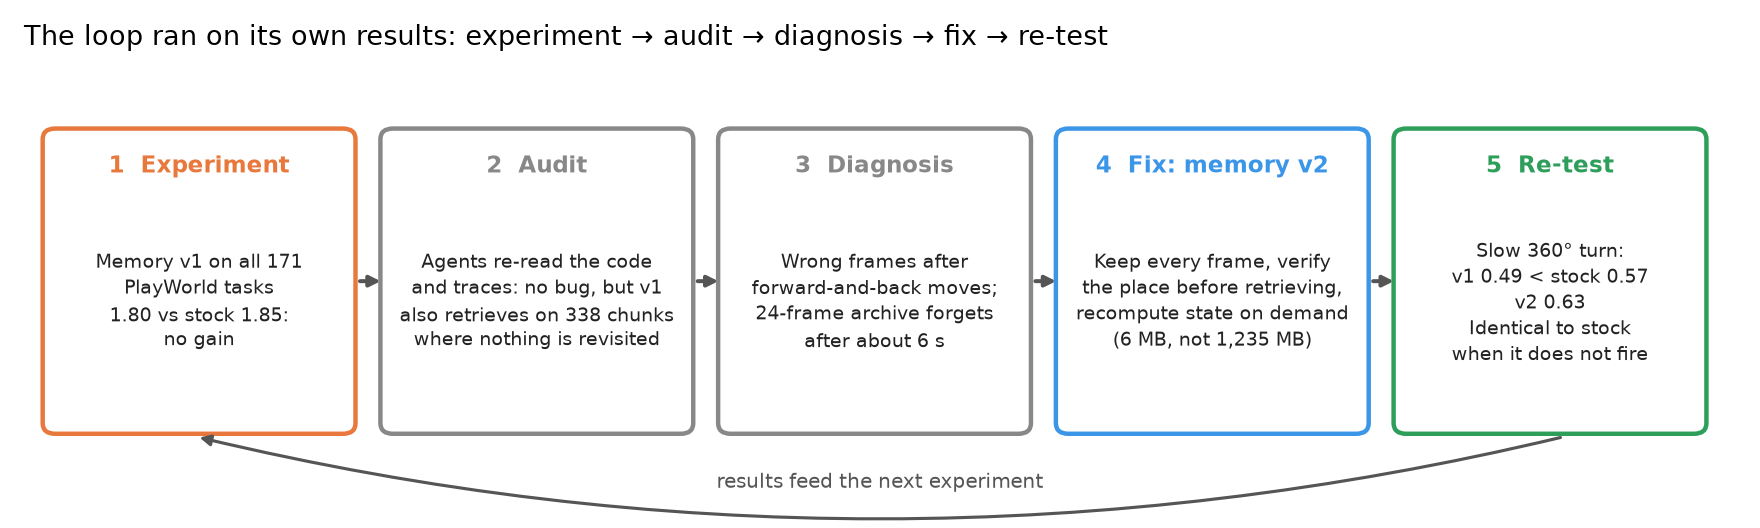 The loop ran on its own results: experiment → audit → diagnosis → fix → re-test
1 Experiment
Memory v1 on all 171
PlayWorld tasks
1.80 vs stock 1.85:
no gain
2 Audit
Agents re-read the code
and traces: no bug, but v1
also retrieves on 338 chunks
where nothing is revisited
3 Diagnosis
Wrong frames after
forward-and-back moves;
24-frame archive forgets
after about 6 s
4 Fix: memory v2
Keep every frame, verify
the place before retrieving,
recompute state on demand
(6 MB, not 1,235 MB)
5 Re-test
Slow 360° turn:
v1 0.49 < stock 0.57
v2 0.63
Identical to stock
when it does not fire
results feed the next experiment